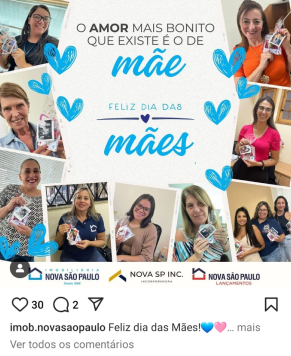 O AMOR MAIS BONITO
QUE EXISTE É O DE
mãe
FELIZ DIA DAS
mães
IMOBILIÁRIA
NOVA SÃO PAULO
NOVA SP INC.
INCORPORADORA
NOVA SÃO PAULO
LANÇAMENTOS
30 2
imob.novasaopaulo Feliz dia das Mães!💙🩷... mais
Ver todos os comentários